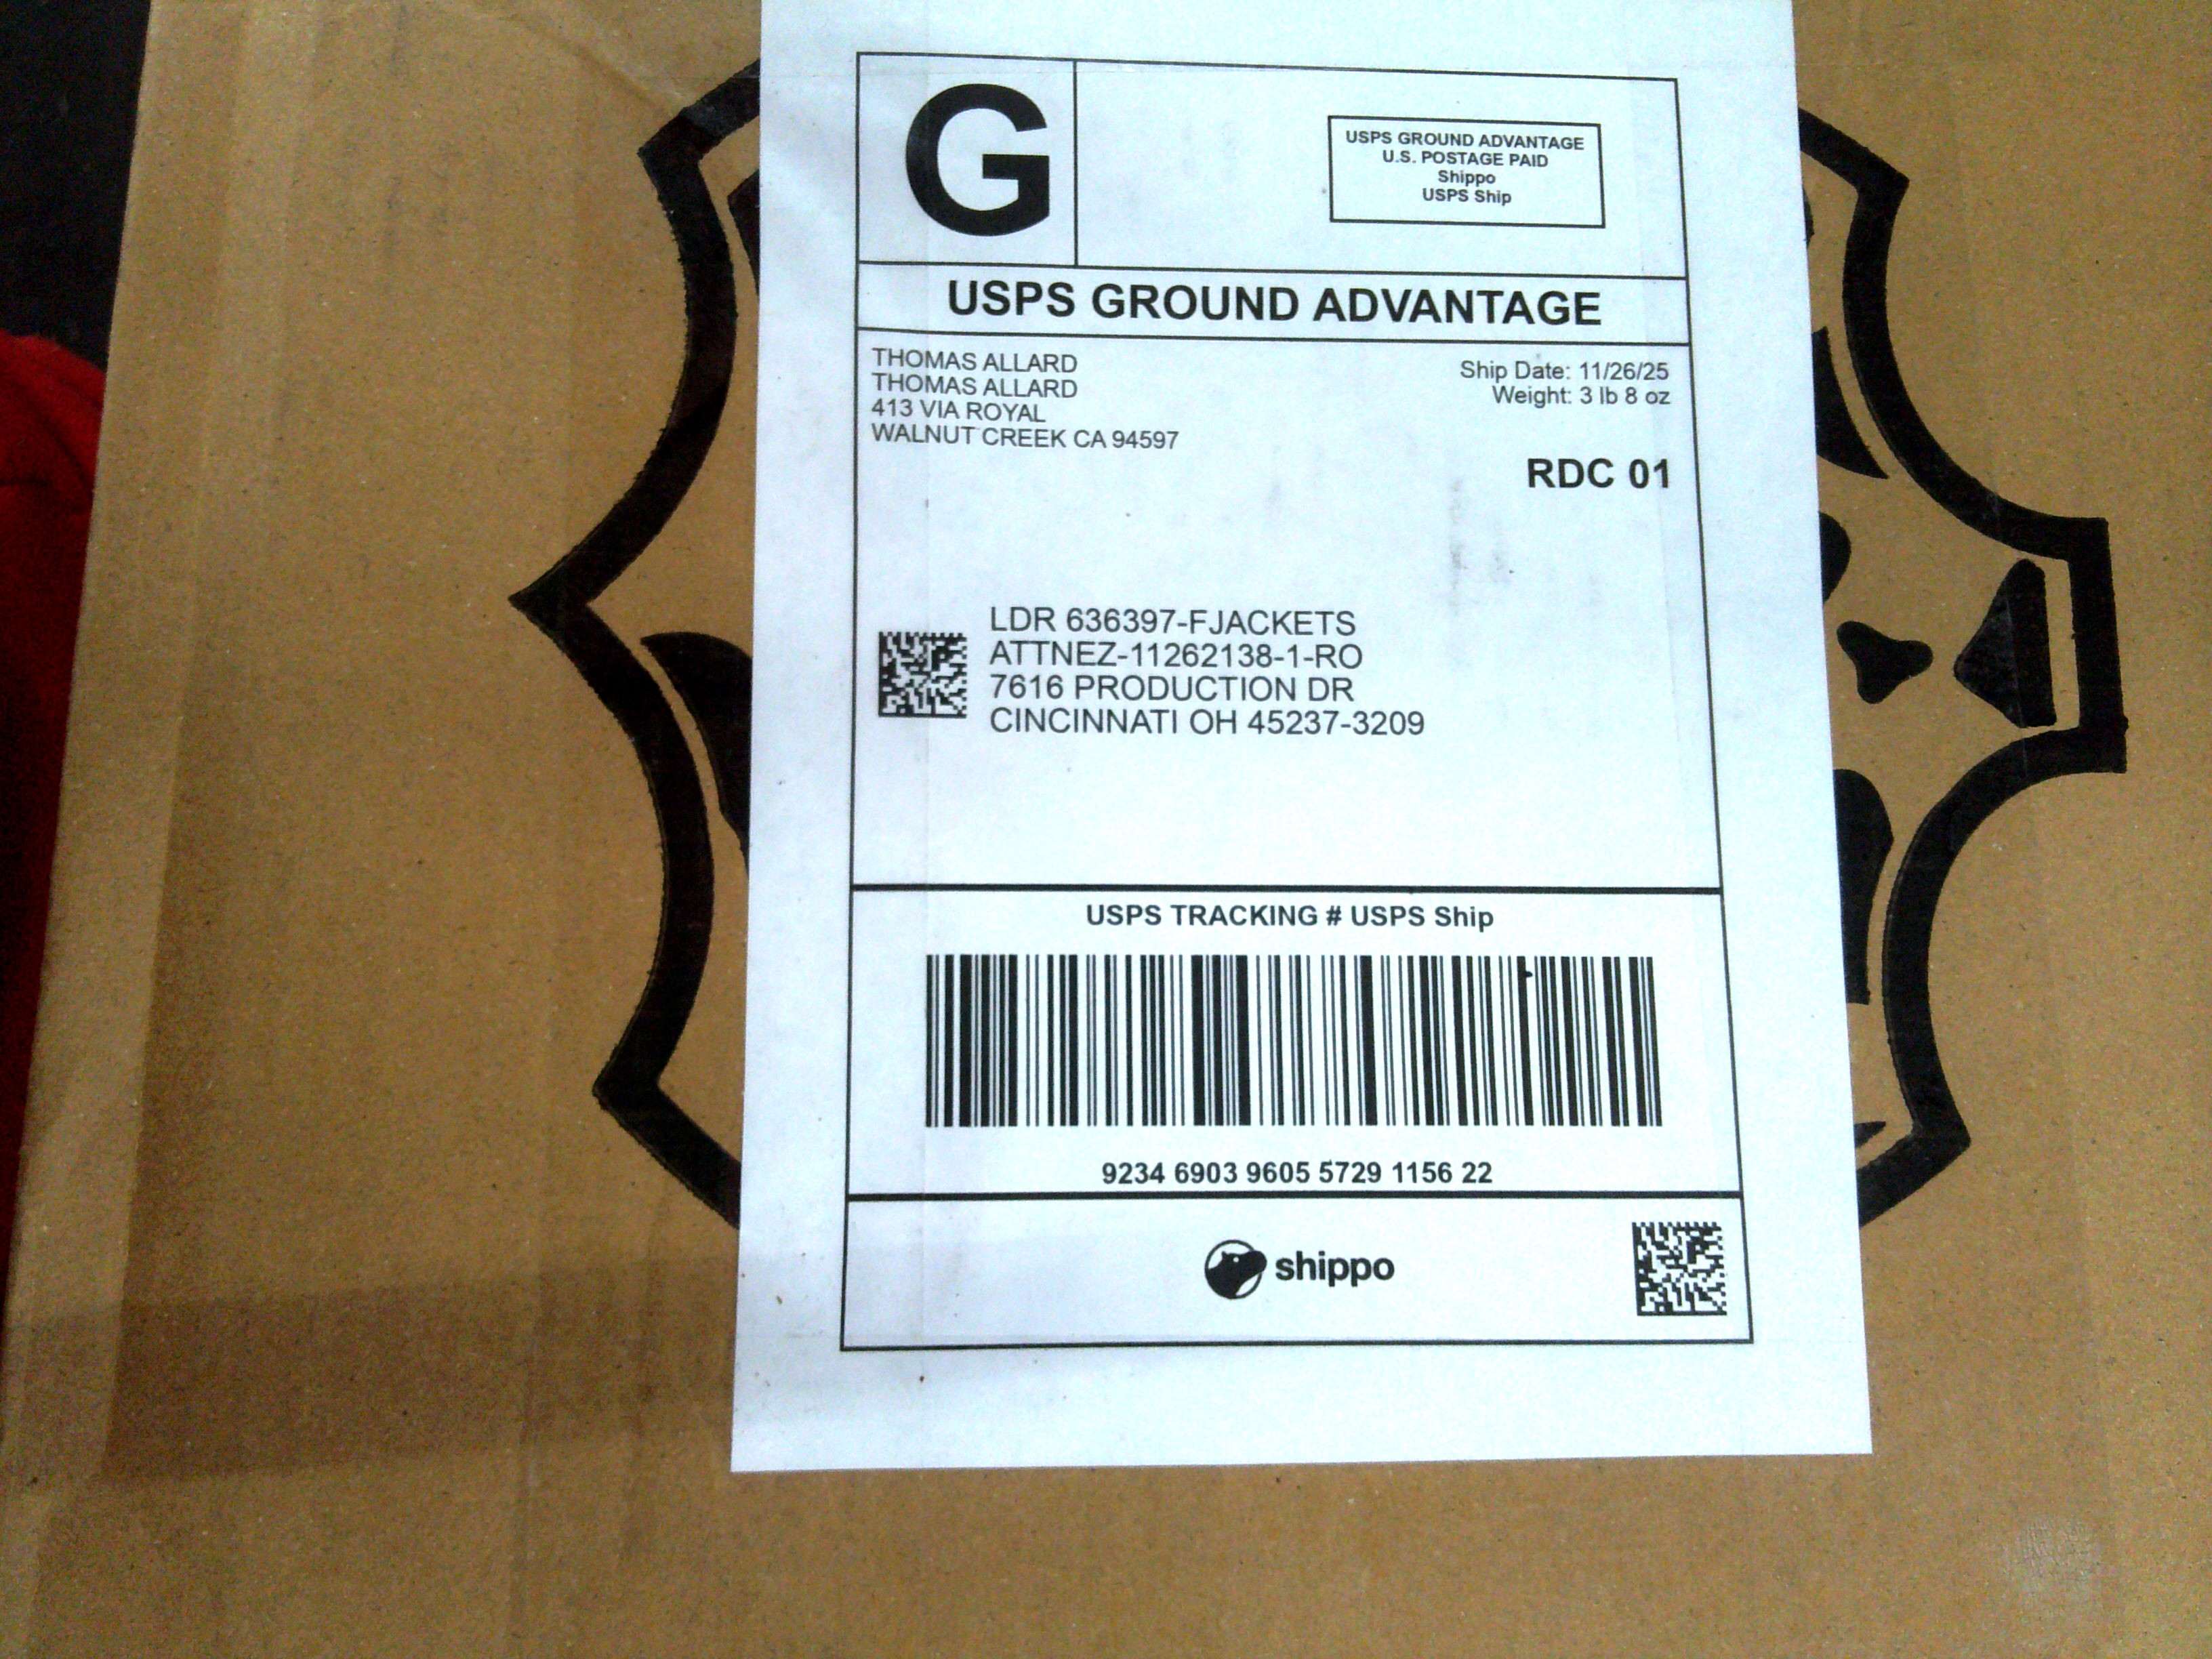 G
USPS GROUND ADVANTAGE
U.S. POSTAGE PAID
Shippo
USPS Ship
USPS GROUND ADVANTAGE
THOMAS ALLARD
THOMAS ALLARD
413 VIA ROYAL
WALNUT CREEK CA 94597
Ship Date: 11/26/25
Weight: 3 lb 8 oz
RDC 01
LDR 636397-FJACKETS
ATTNEZ-11262138-1-RO
7616 PRODUCTION DR
CINCINNATI OH 45237-3209
USPS TRACKING # USPS Ship
9234 6903 9605 5729 1156 22
shippo